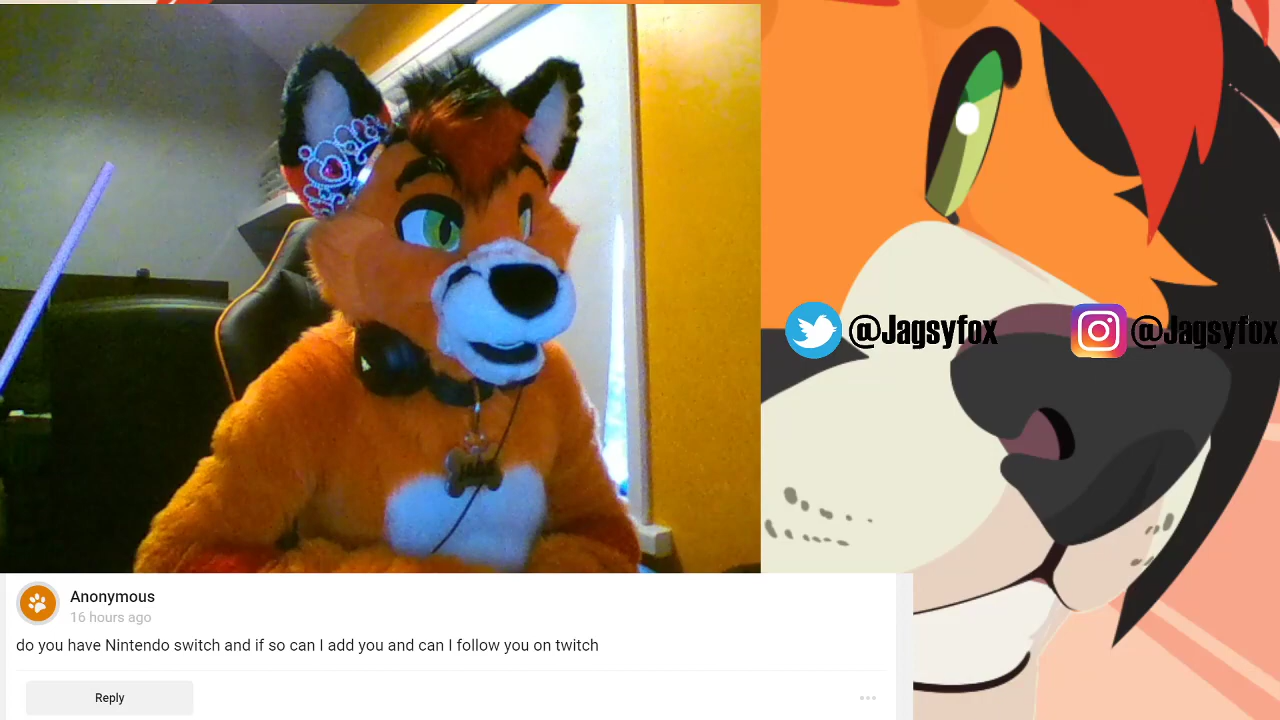 @Jagsyfox
@Jagsyfox
Anonymous
16 hours ago
do you have Nintendo switch and if so can I add you and can I follow you on twitch
Reply